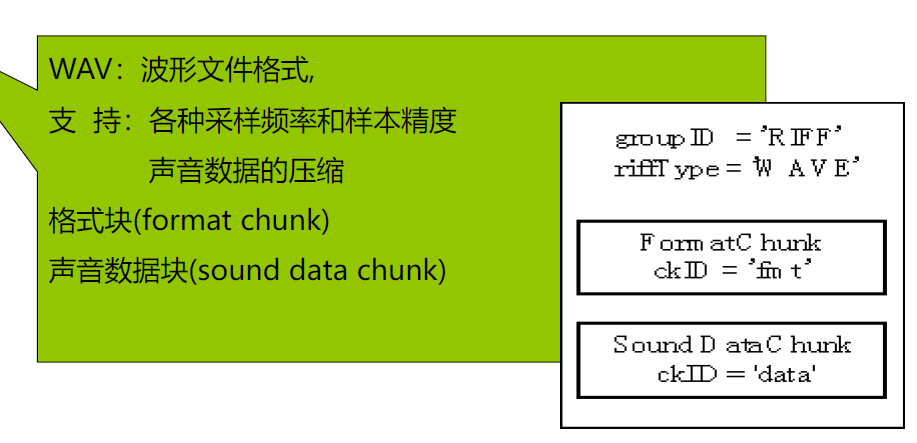 WAV：波形文件格式,
支 持：各种采样频率和样本精度
声音数据的压缩
格式块(format chunk)
声音数据块(sound data chunk)
groupID = 'RIFF'
riffType = 'WAVE'
FormatChunk
ckID = 'fmt'
Sound DataChunk
ckID = 'data'